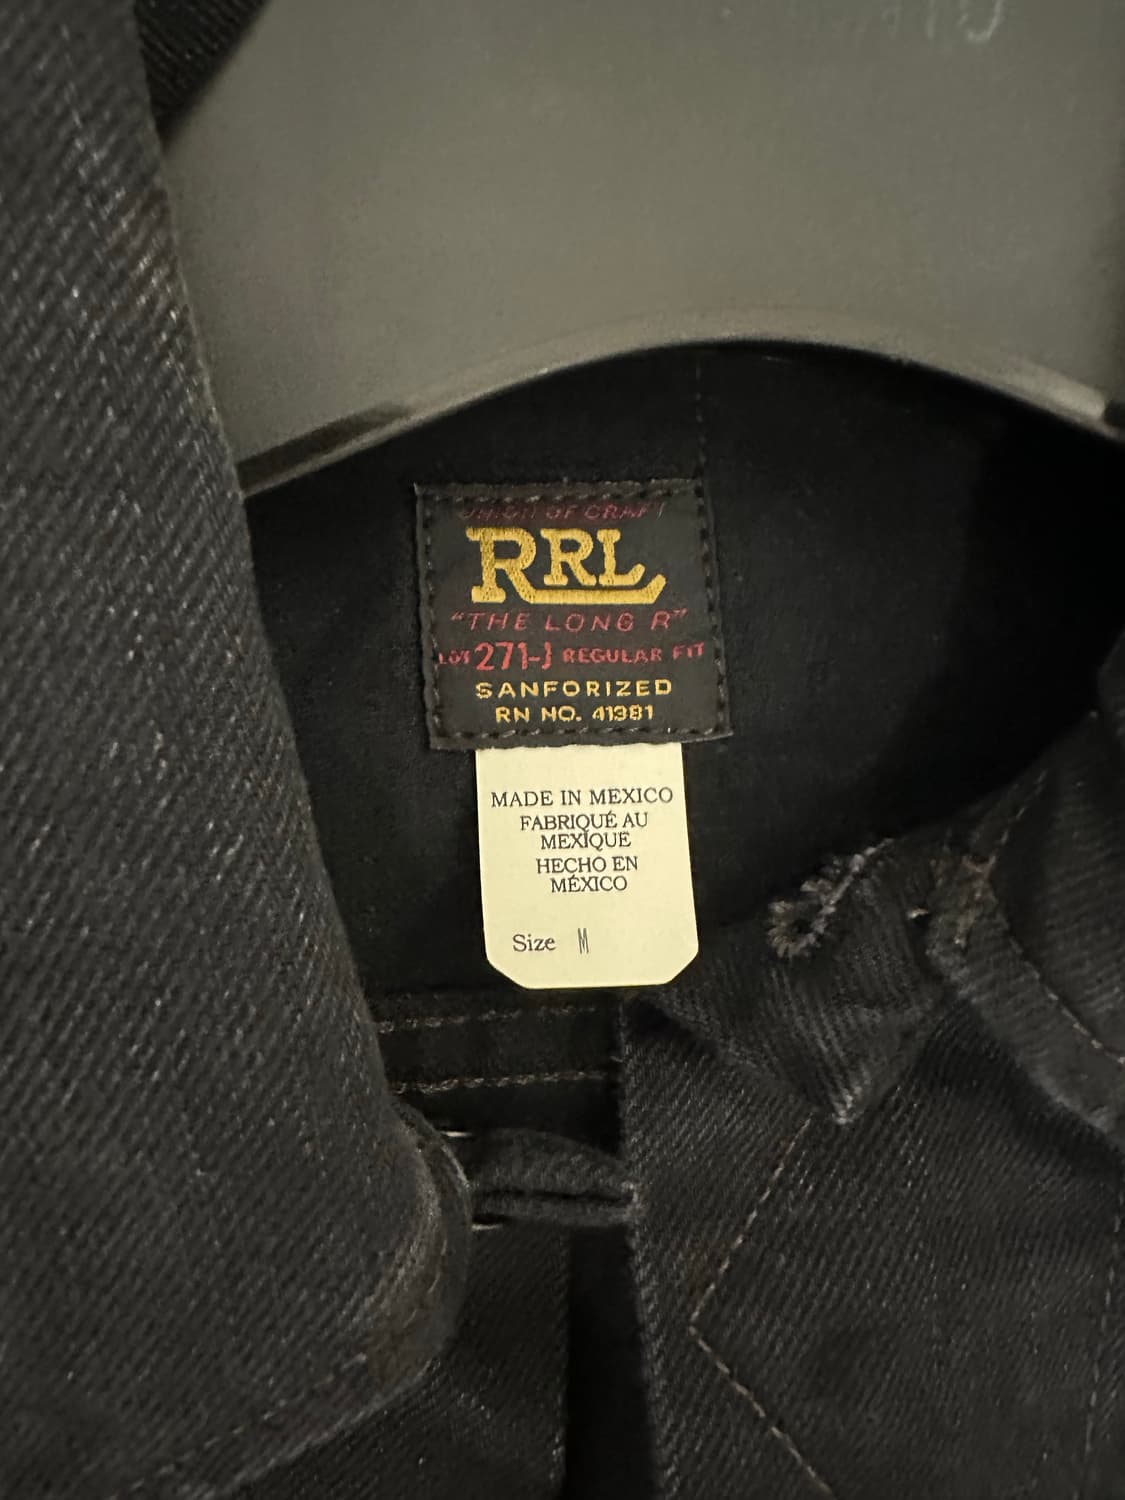 UNION OF CRAFT
RRL
"THE LONG R"
LOT 271-J REGULAR FIT
SANFORIZED
RN NO. 41381
MADE IN MEXICO
FABRIQUÉ AU
MEXIQUE
HECHO EN
MÉXICO
Size M